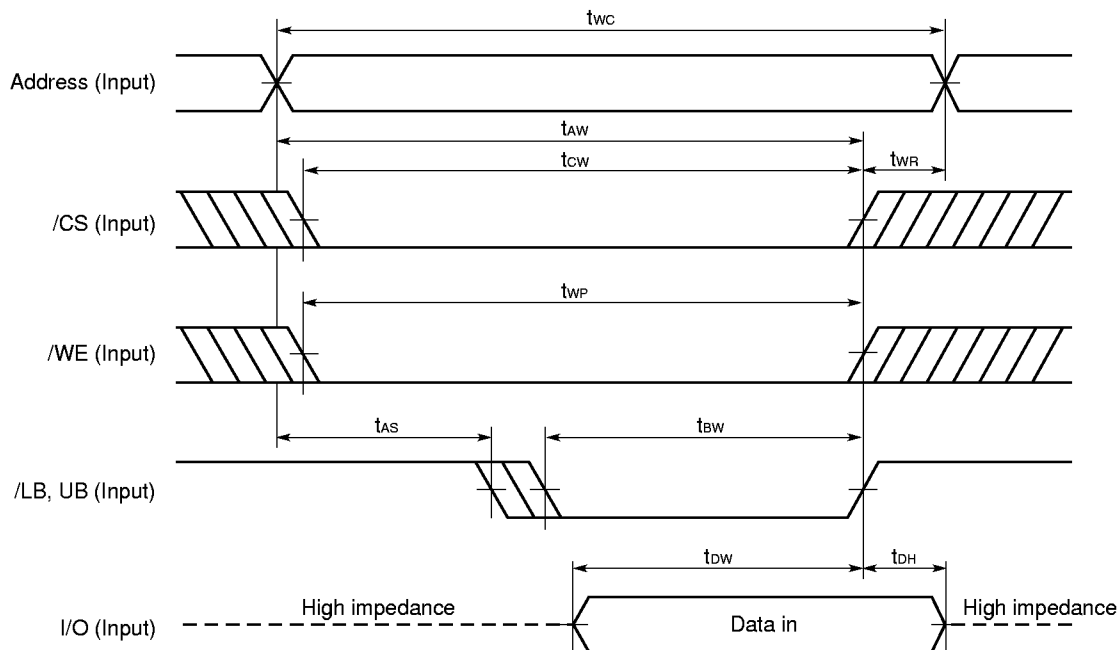 tWC
Address (Input)
tAW
tCW
tWR
/CS (Input)
tWP
/WE (Input)
tAS
tBW
/LB, UB (Input)
tDW
tDH
High impedance
Data in
High impedance
I/O (Input)